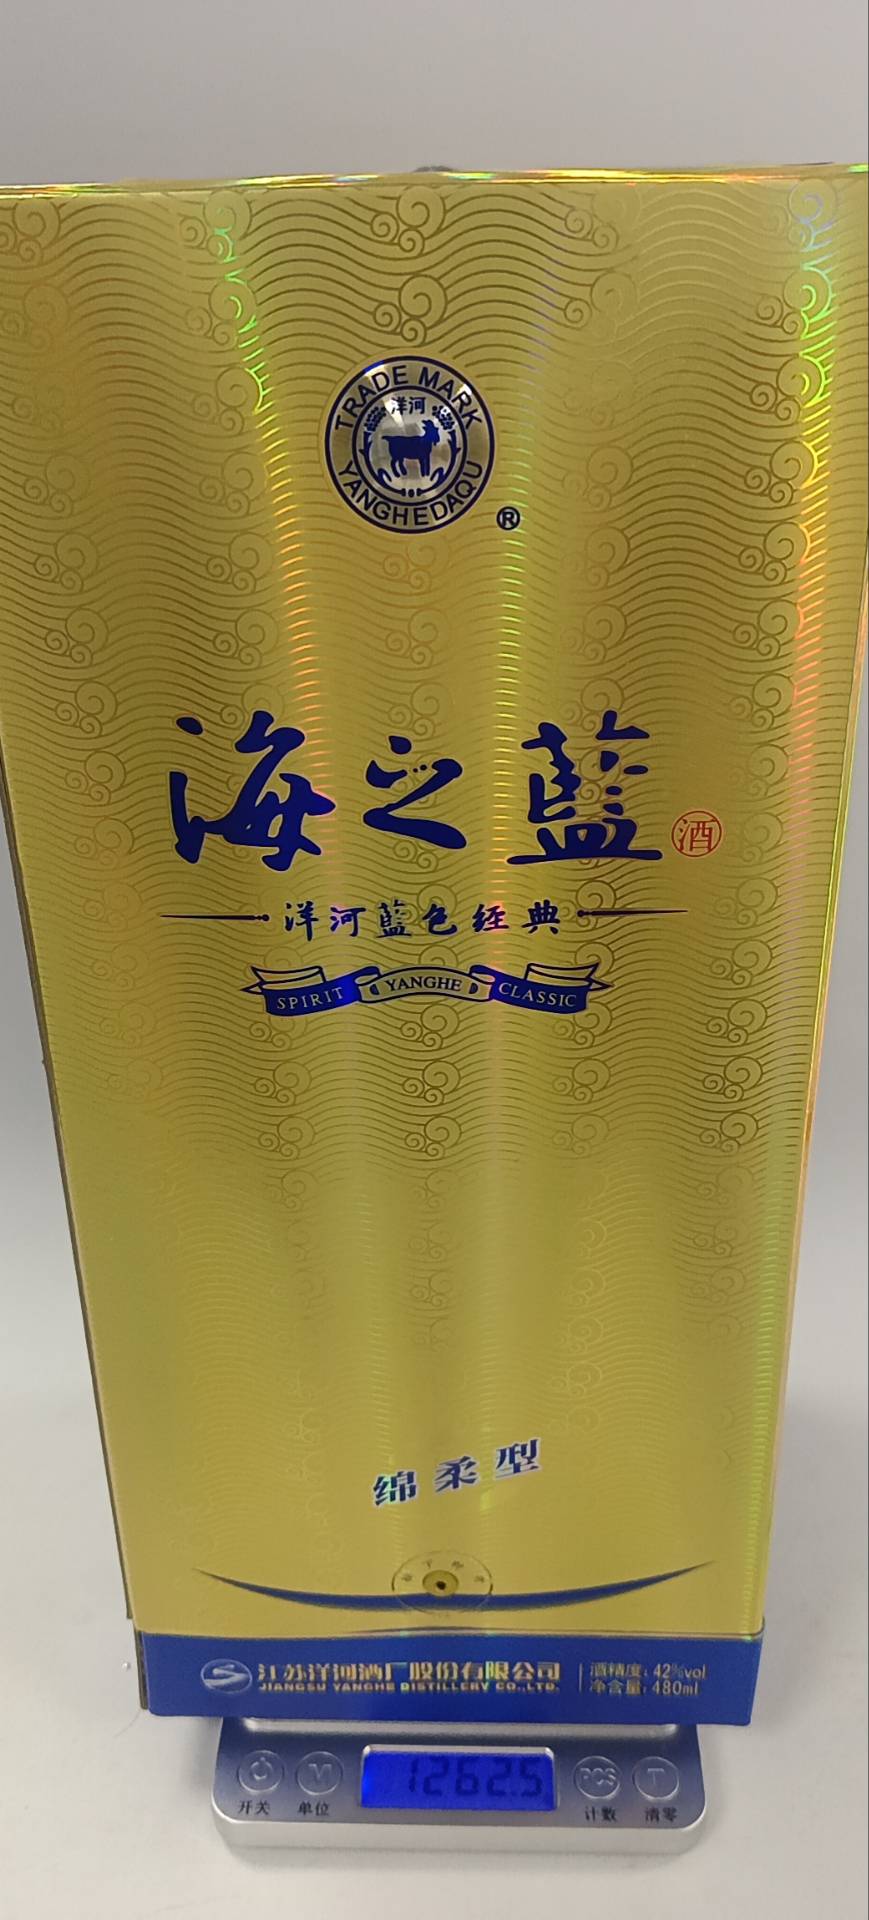 TRADE MARK
洋河
YANGHEDAQU
®
海之藍
酒
洋河藍色经典
SPIRIT YANGHE CLASSIC
绵柔型
江苏洋河酒厂股份有限公司
JIANGSU YANGHE DISTILLERY CO.,LTD.
酒精度:42%vol
净含量:480ml
1262.5
开关 单位 计数 清零
M PCS T